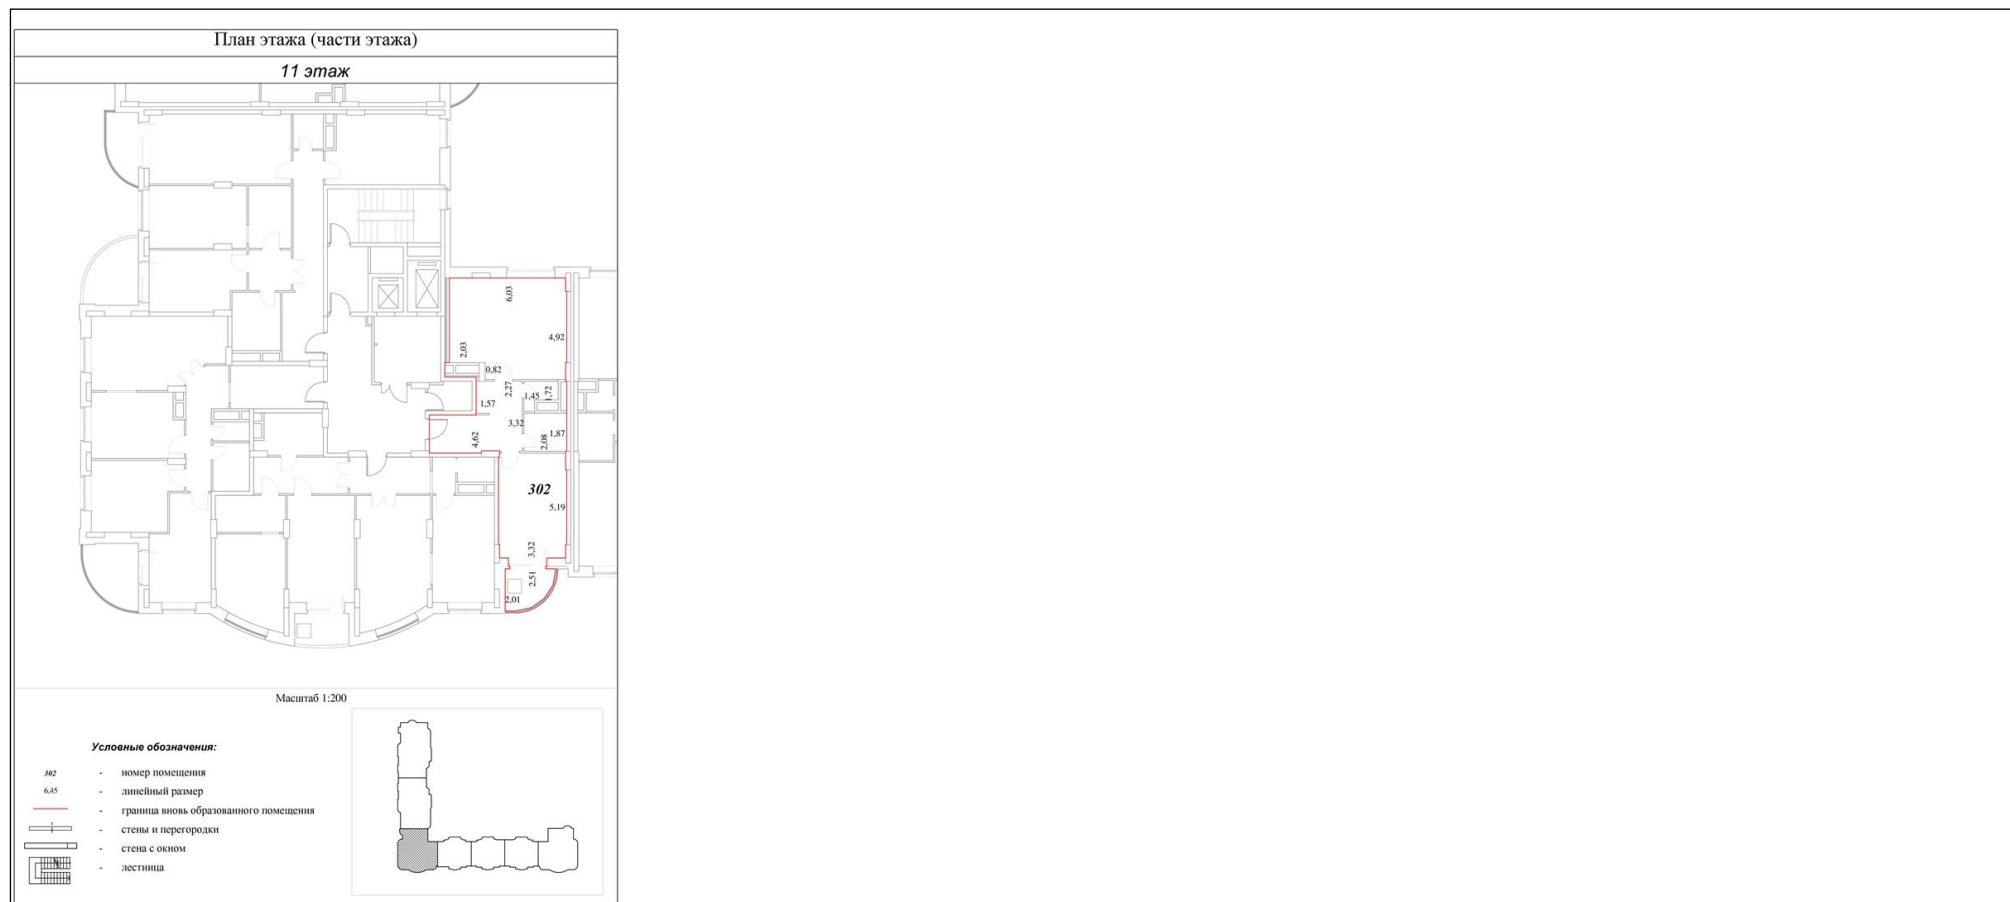 План этажа (части этажа)
11 этаж
6,03
4,92
2,03
0,82
2,27
1,45
1,72
1,57
3,32
4,62
2,08
1,87
302
5,19
3,32
2,51
2,01
Масштаб 1:200
Условные обозначения:
302 - номер помещения
6,45 - линейный размер
- граница вновь образованного помещения
- стены и перегородки
- стена с окном
- лестница